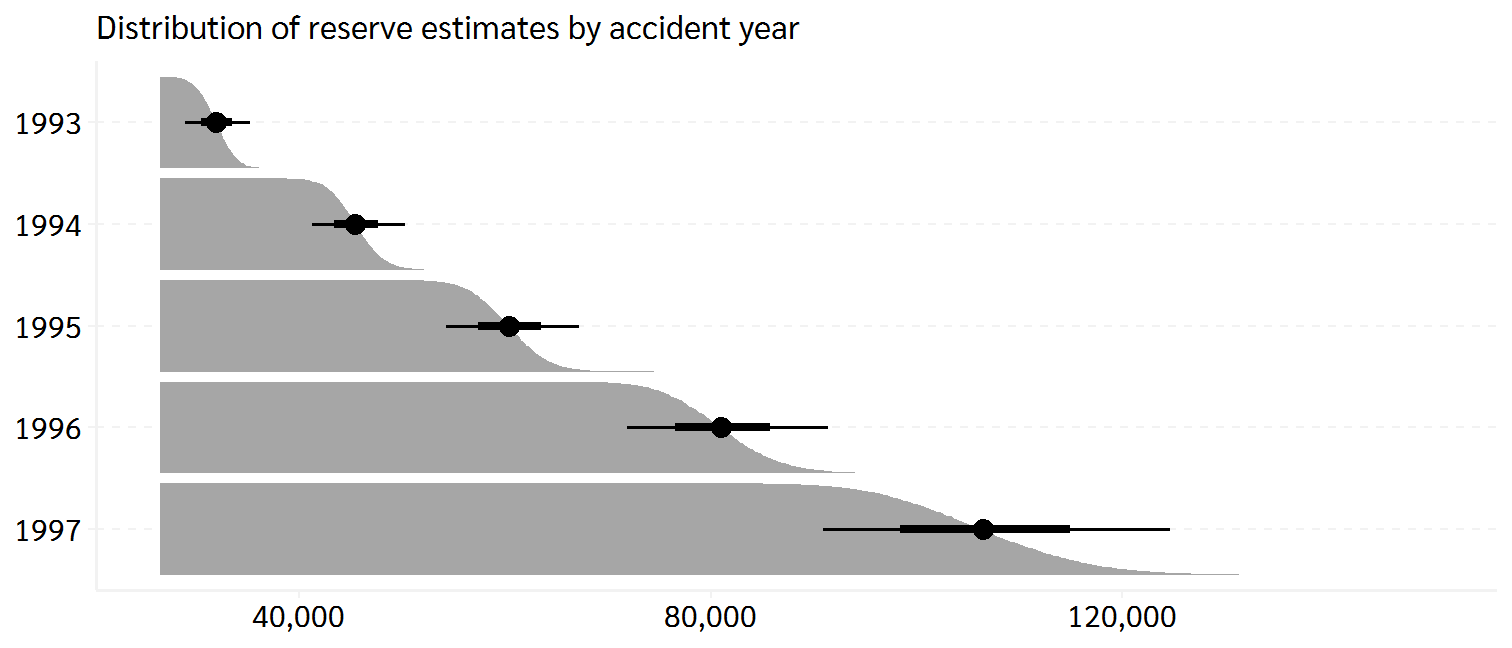 Distribution of reserve estimates by accident year
1993
1994
1995
1996
1997
40,000 80,000 120,000